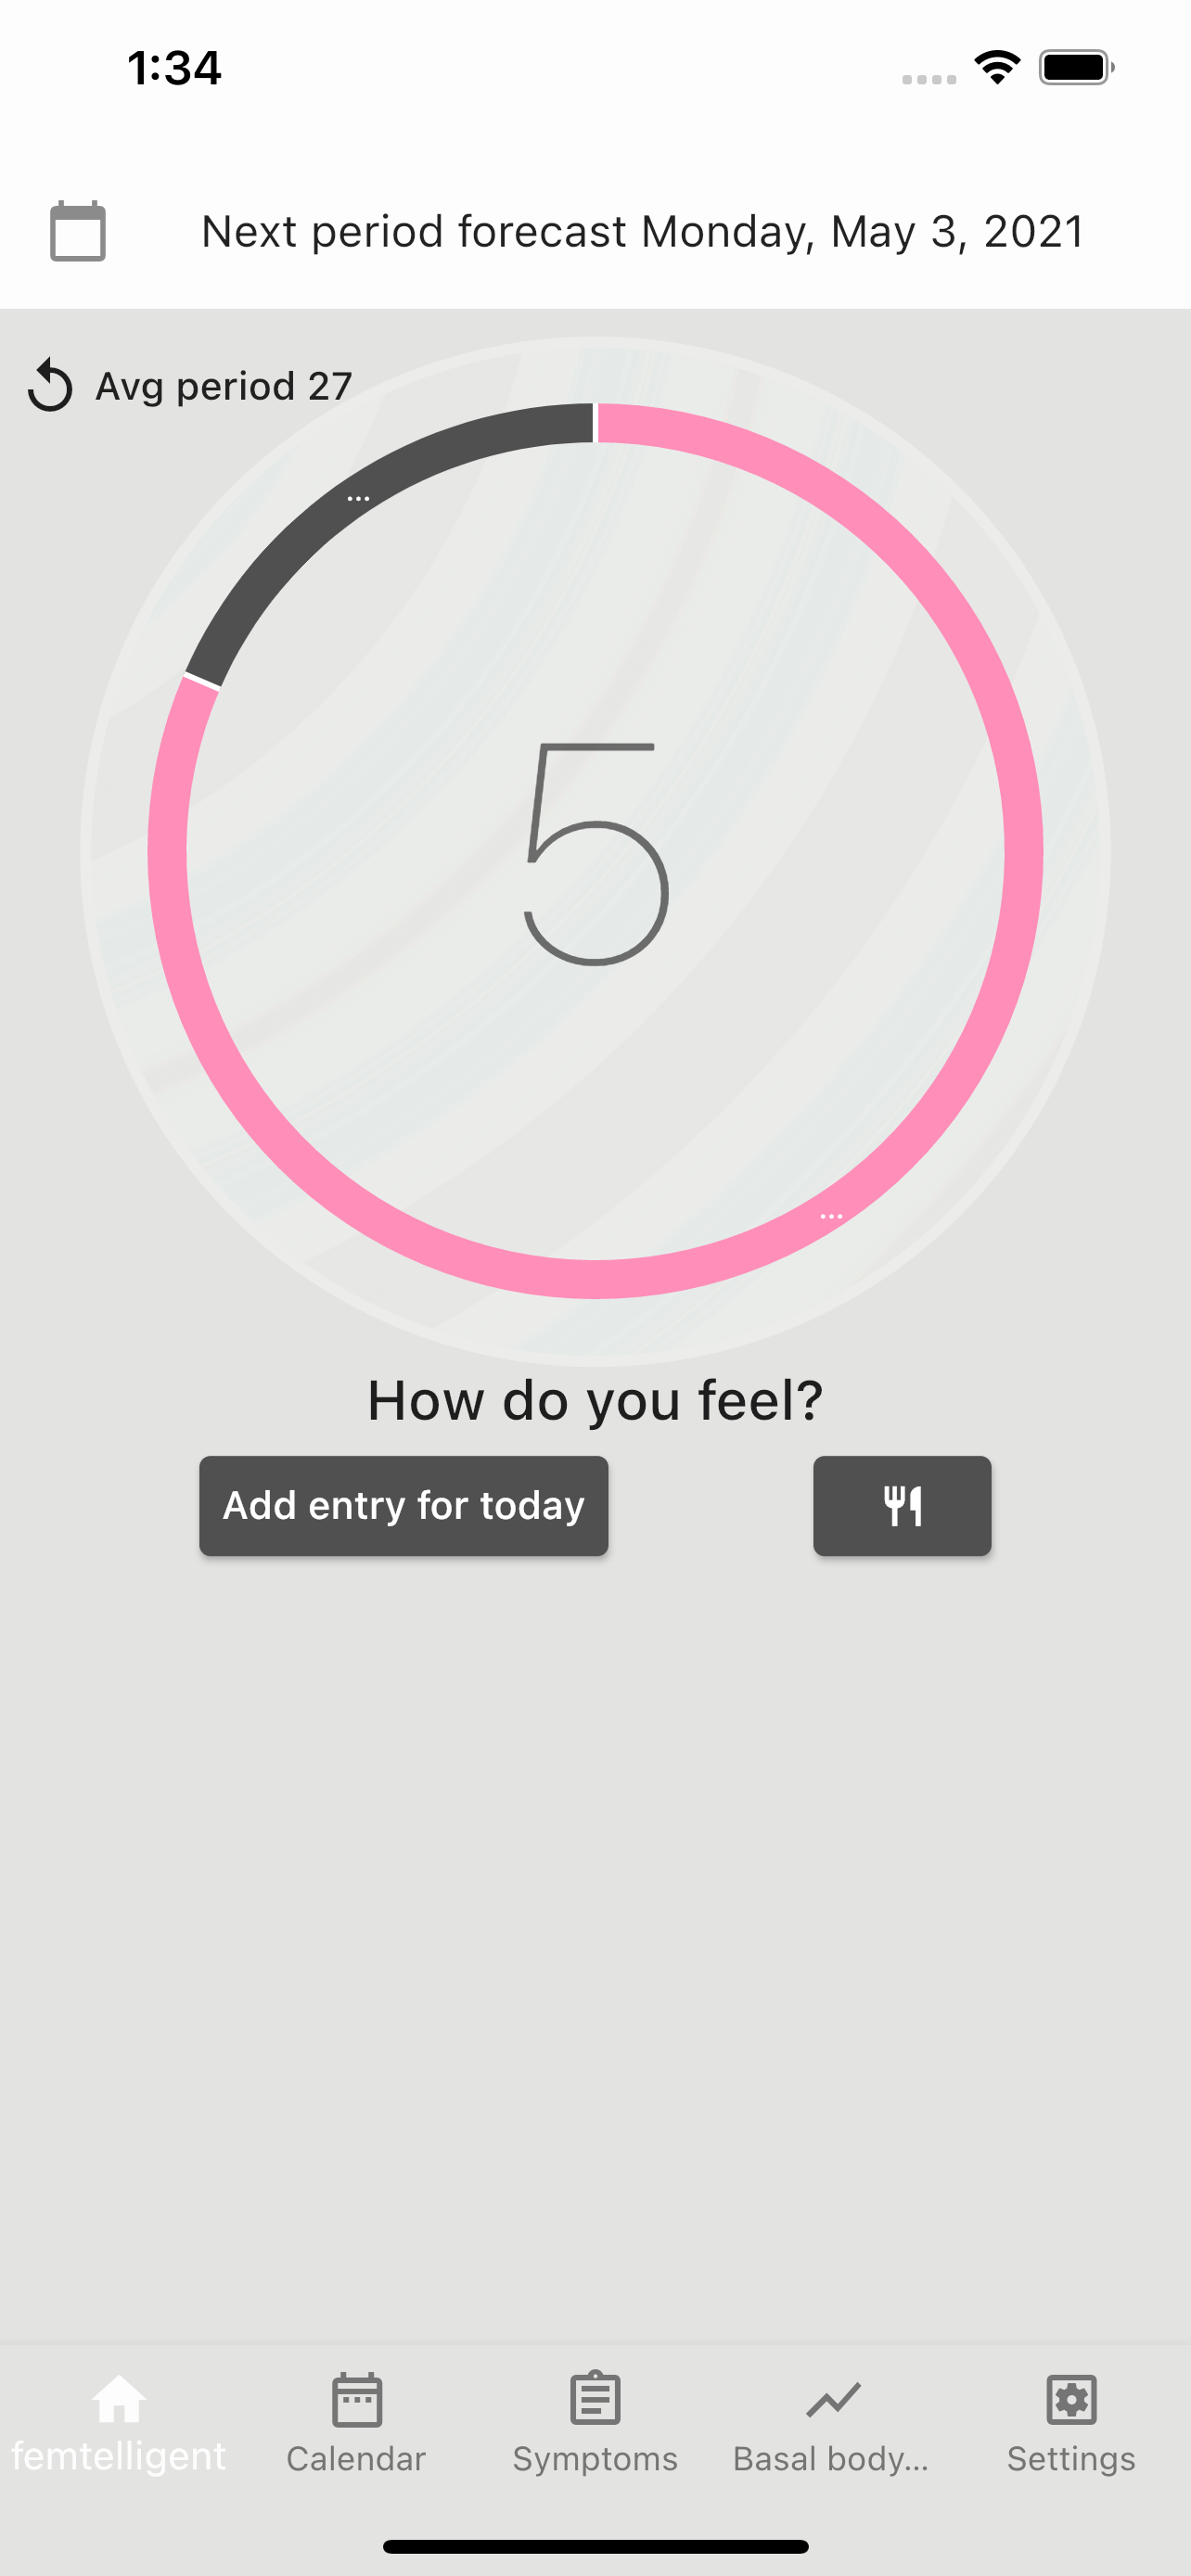 1:34
Next period forecast Monday, May 3, 2021
Avg period 27
...
5
...
How do you feel?
Add entry for today
femtelligent
Calendar
Symptoms
Basal body...
Settings